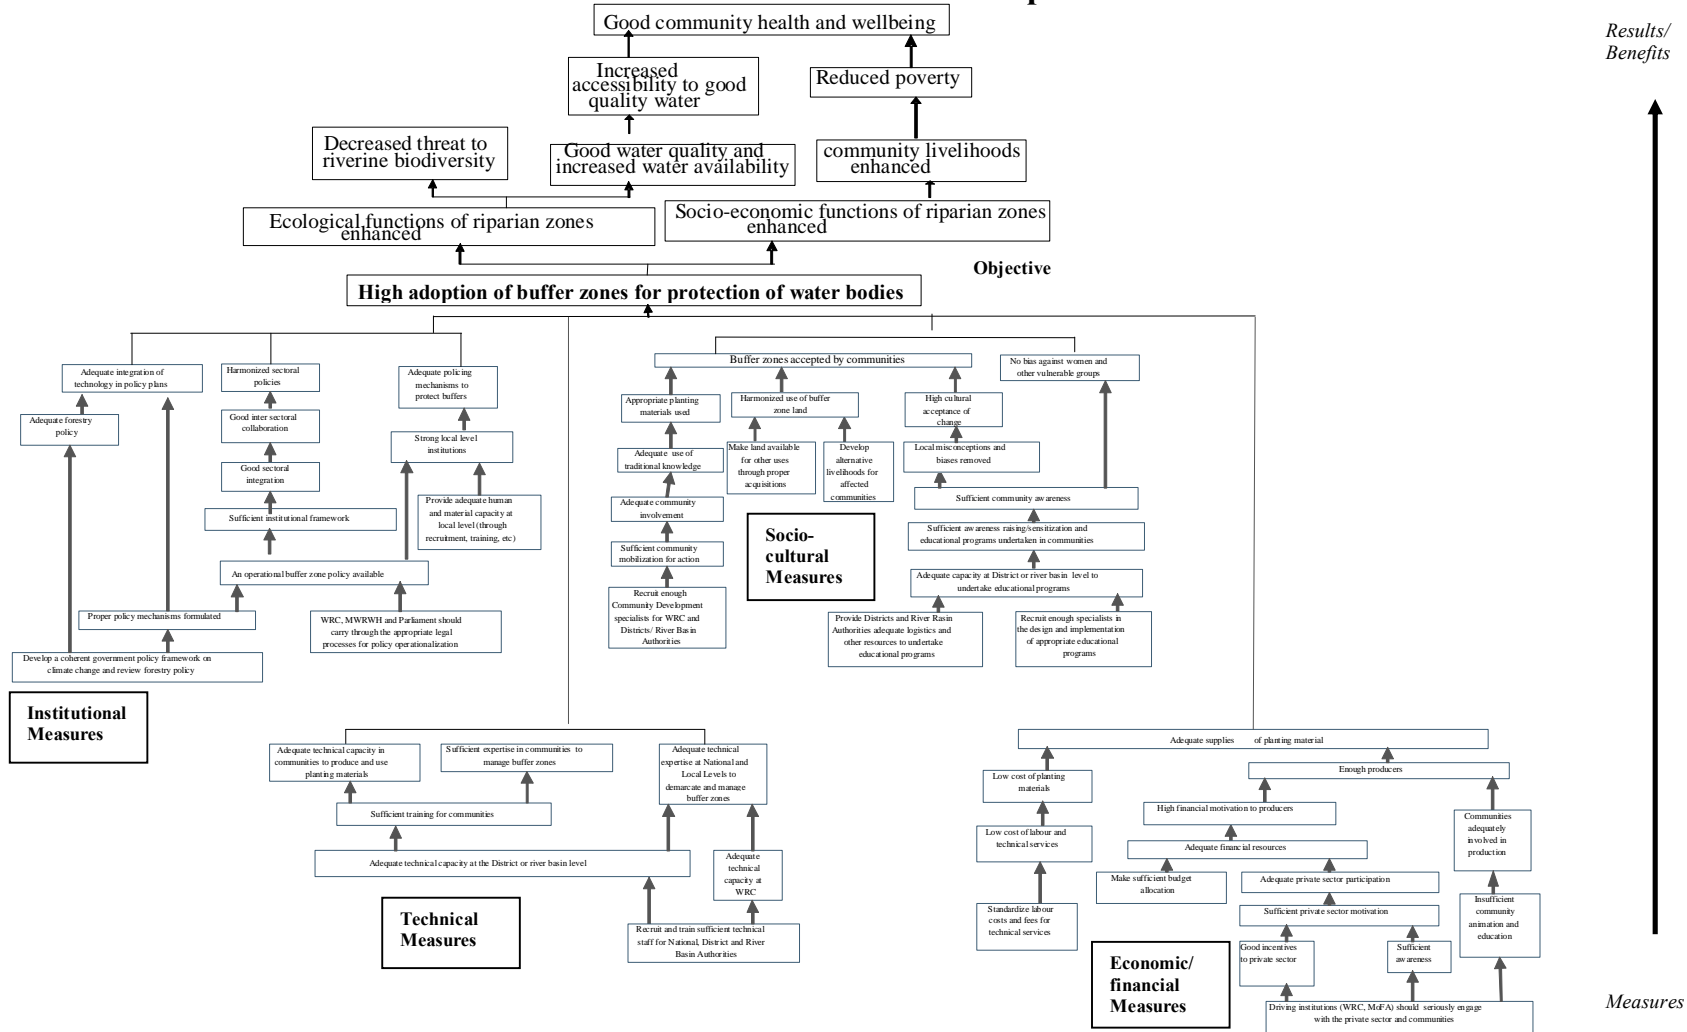 Good community health and wellbeing
Results/
Benefits
Increased
accessibility to good
quality water
Reduced poverty
Decreased threat to
riverine biodiversity
Good water quality and
increased water availability
community livelihoods
enhanced
Ecological functions of riparian zones
enhanced
Socio-economic functions of riparian zones
enhanced
Objective
High adoption of buffer zones for protection of water bodies
Adequate integration of
technology in policy plans
Harmonized sectoral
policies
Adequate policing
mechanisms to
protect buffers
Adequate forestry
policy
Good inter sectoral
collaboration
Strong local level
institutions
Good sectoral
integration
Provide adequate human
and material capacity at
local level (through
recruitment, training, etc)
Sufficient institutional framework
An operational buffer zone policy available
Proper policy mechanisms formulated
WRC, MWRWH and Parliament should
carry through the appropriate legal
processes for policy operationalization
Develop a coherent government policy framework on
climate change and review forestry policy
Institutional
Measures
Buffer zones accepted by communities
No bias against women and
other vulnerable groups
Appropriate planting
materials used
Harmonized use of buffer
zone land
High cultural
acceptance of
change
Adequate use of
traditional knowledge
Make land available
for other uses
through proper
acquisitions
Develop
alternative
livelihoods for
affected
communities
Local misconceptions and
biases removed
Adequate community
involvement
Sufficient community awareness
Sufficient community
mobilization for action
Socio-
cultural
Measures
Sufficient awareness raising/sensitization and
educational programs undertaken in communities
Adequate capacity at District or river basin level to
undertake educational programs
Recruit enough
Community Development
specialists for WRC and
Districts/ River Basin
Authorities
Provide Districts and River Rasin
Authorities adequate logistics and
other resources to undertake
educational programs
Recruit enough specialists in
the design and implementation
of appropriate educational
programs
Adequate technical capacity in
communities to produce and use
planting materials
Sufficient expertise in communities to
manage buffer zones
Adequate technical
expertise at National and
Local Levels to
demarcate and manage
buffer zones
Sufficient training for communities
Adequate technical capacity at the District or river basin level
Adequate
technical
capacity at
WRC
Technical
Measures
Recruit and train sufficient technical
staff for National, District and River
Basin Authorities
Adequate supplies of planting material
Low cost of planting
materials
Enough producers
High financial motivation to producers
Communities
adequately
involved in
production
Low cost of labour and
technical services
Adequate financial resources
Make sufficient budget
allocation
Adequate private sector participation
Standardize labour
costs and fees for
technical services
Sufficient private sector motivation
Insufficient
community
animation and
education
Good incentives
to private sector
Sufficient
awareness
Economic/
financial
Measures
Driving institutions (WRC, MoFA) should seriously engage
with the private sector and communities
Measures